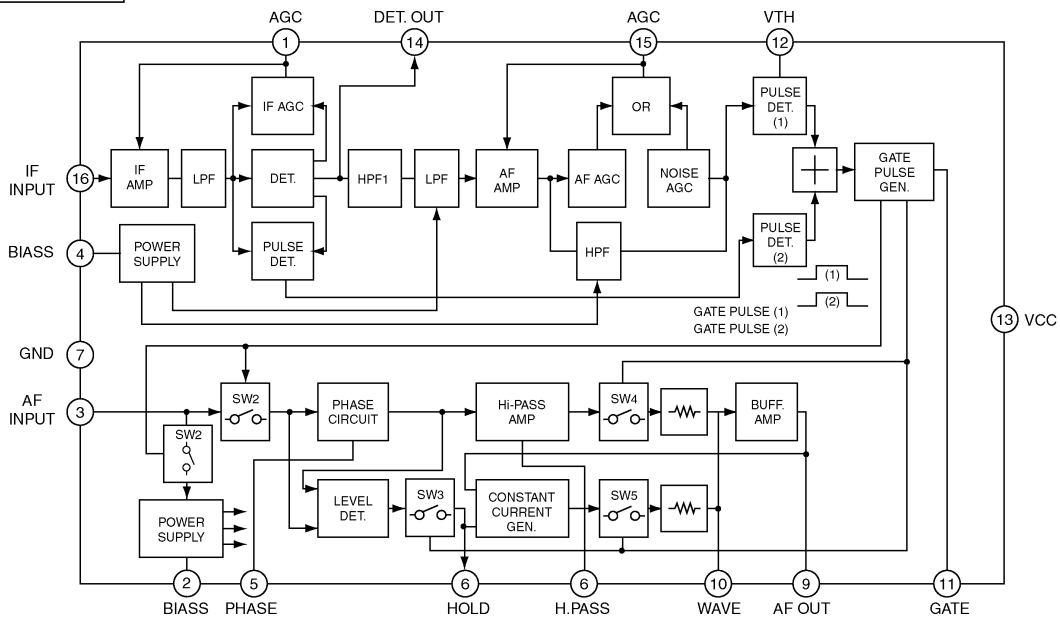 AGC
DET. OUT
AGC
VTH
1
14
15
12
IF AGC
OR
PULSE
DET.
(1)
IF
INPUT
16
IF
AMP
LPF
DET.
HPF1
LPF
AF
AMP
AF AGC
NOISE
AGC
GATE
PULSE
GEN.
BIASS
4
POWER
SUPPLY
PULSE
DET.
HPF
PULSE
DET.
(2)
(1)
(2)
GATE PULSE (1)
GATE PULSE (2)
13
VCC
GND
7
AF
INPUT
3
SW2
SW2
PHASE
CIRCUIT
Hi-PASS
AMP
SW4
BUFF.
AMP
POWER
SUPPLY
LEVEL
DET.
SW3
CONSTANT
CURRENT
GEN.
SW5
2
5
6
6
10
9
11
BIASS
PHASE
HOLD
H.PASS
WAVE
AF OUT
GATE